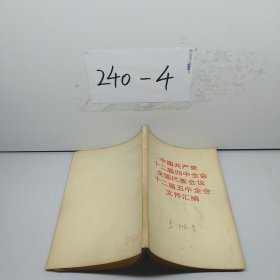 240-4
中国共产党
十二届四中全会
全国代表会议
十二届五中全会
文件汇编